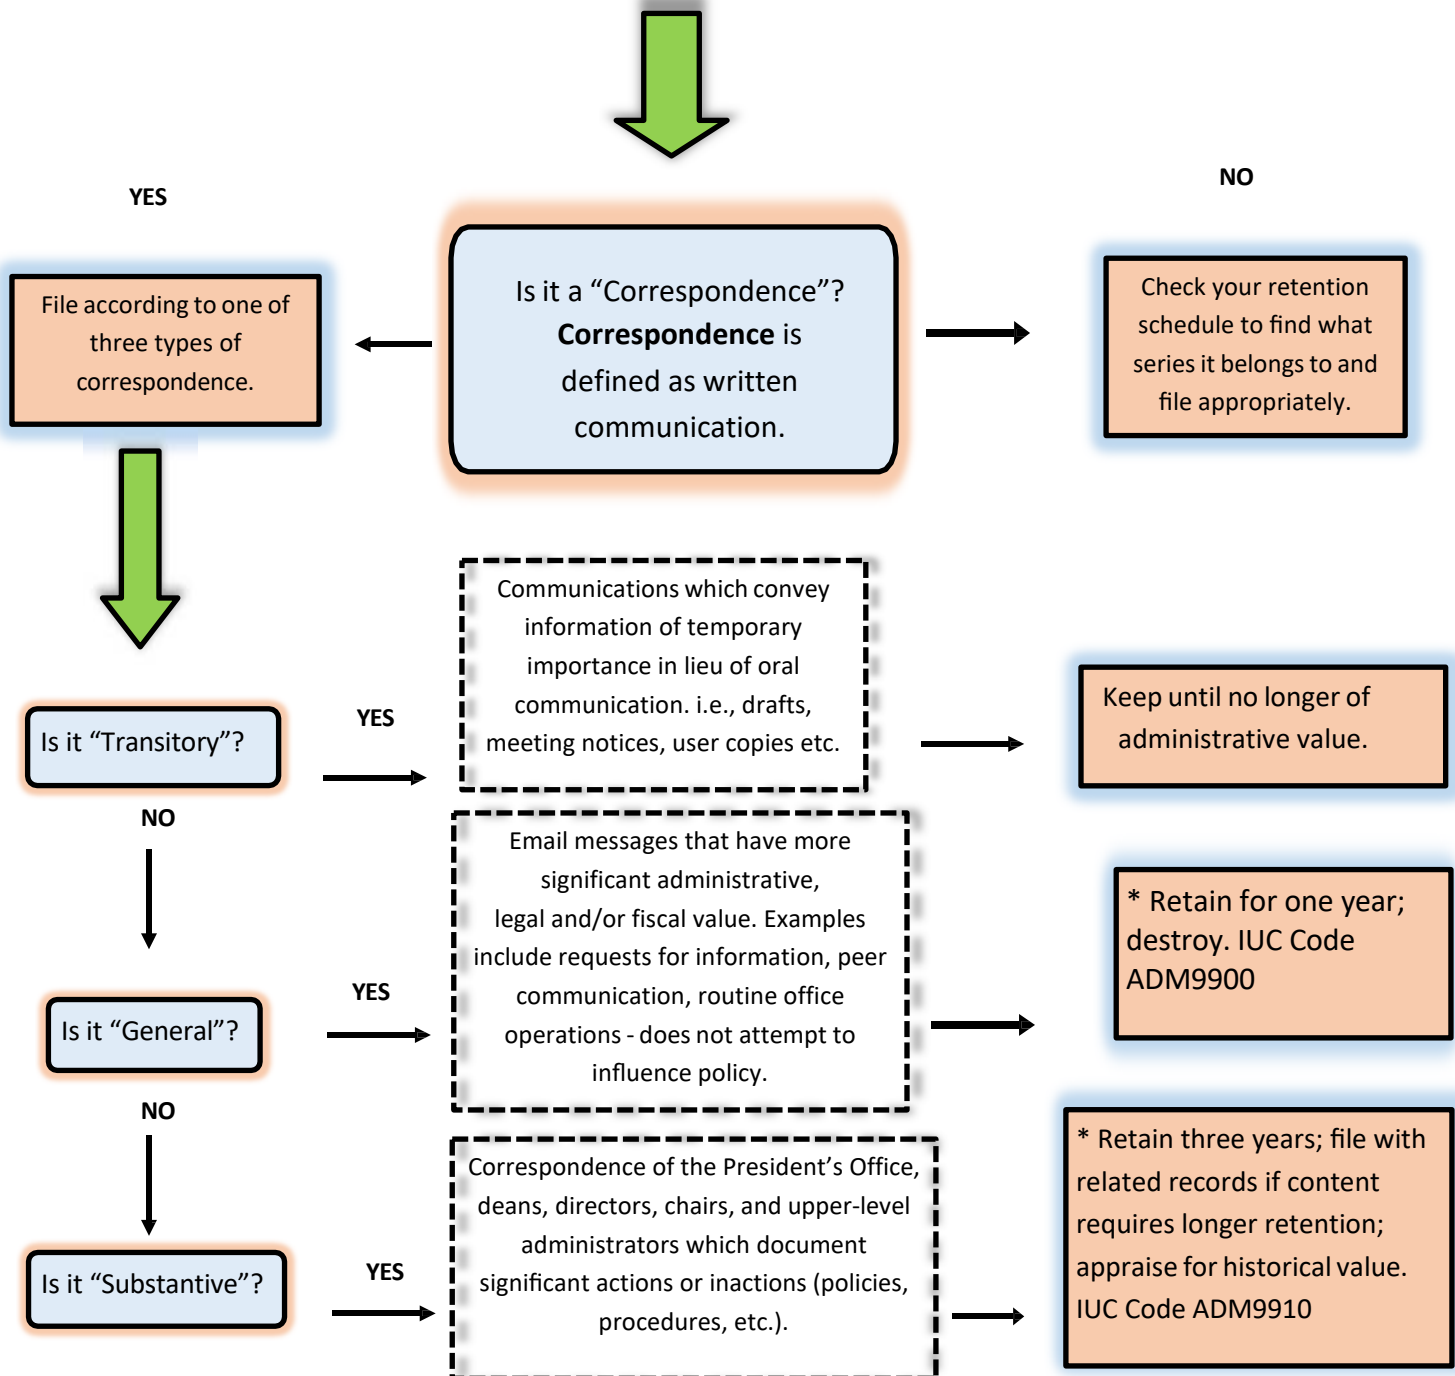 YES
NO
File according to one of
three types of
correspondence.
Is it a “Correspondence”?
Correspondence is
defined as written
communication.
Check your retention
schedule to find what
series it belongs to and
file appropriately.
Is it “Transitory”?
YES
Communications which convey
information of temporary
importance in lieu of oral
communication. i.e., drafts,
meeting notices, user copies etc.
Keep until no longer of
administrative value.
NO
Is it “General”?
YES
Email messages that have more
significant administrative,
legal and/or fiscal value. Examples
include requests for information, peer
communication, routine office
operations - does not attempt to
influence policy.
* Retain for one year;
destroy. IUC Code
ADM9900
NO
Is it “Substantive”?
YES
Correspondence of the President’s Office,
deans, directors, chairs, and upper-level
administrators which document
significant actions or inactions (policies,
procedures, etc.).
* Retain three years; file with
related records if content
requires longer retention;
appraise for historical value.
IUC Code ADM9910